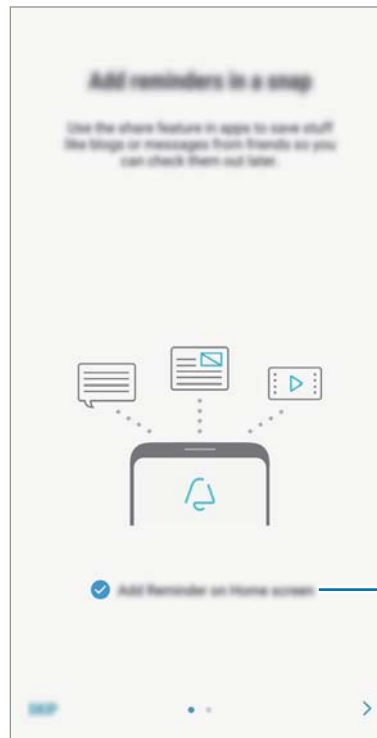 Add reminders in a snap
Use the share feature in apps to save stuff
like blogs or messages from friends so you
can check them out later.
Add Reminder on Home screen
SKIP